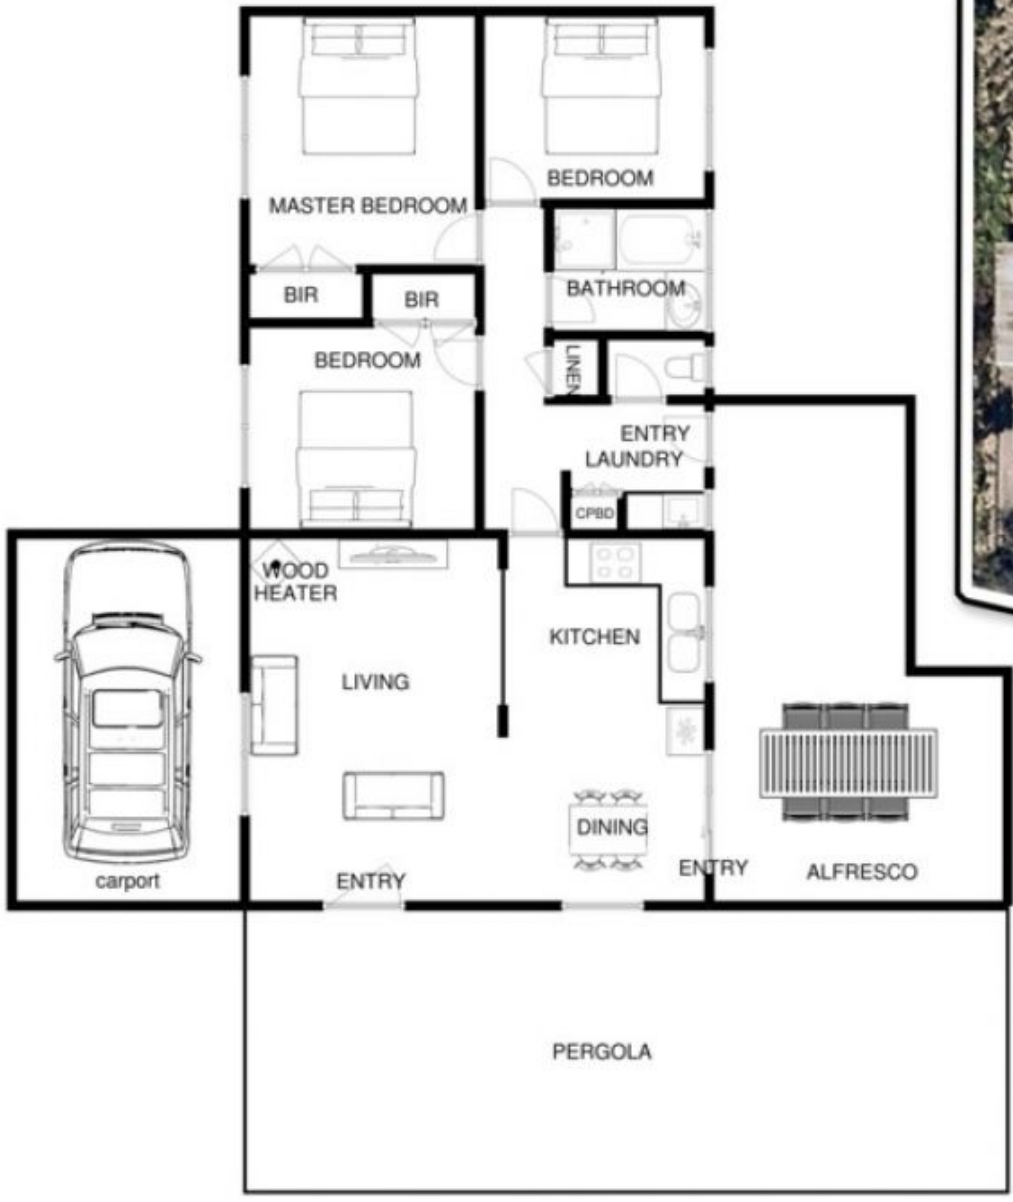 BEDROOM
MASTER BEDROOM
BATHROOM
BIR
BIR
BEDROOM
LINEN
ENTRY
LAUNDRY
CPBD
WOOD
HEATER
KITCHEN
LIVING
DINING
ENTRY
ALFRESCO
carport
ENTRY
PERGOLA